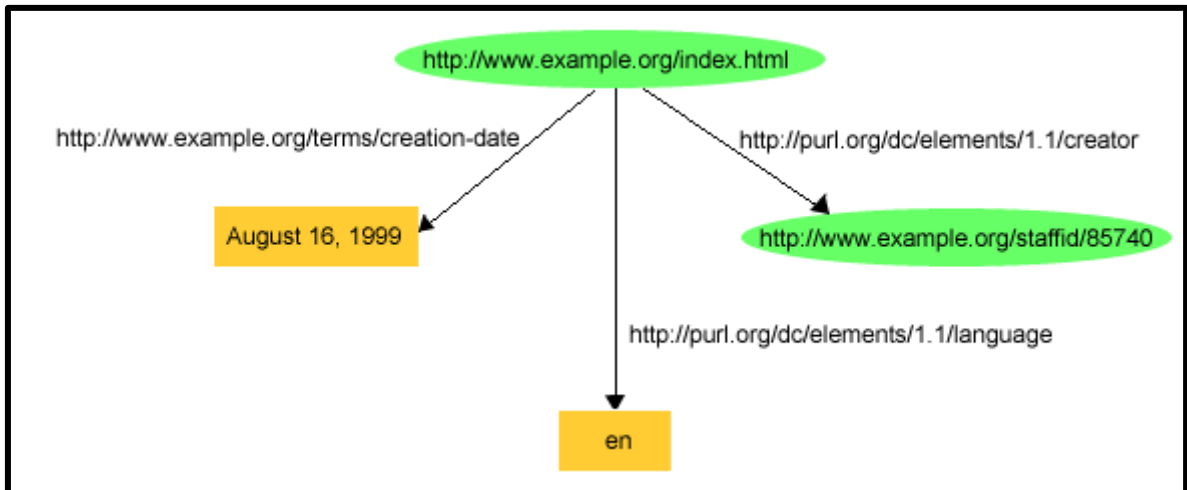 http://www.example.org/index.html
http://www.example.org/terms/creation-date
http://purl.org/dc/elements/1.1/creator
August 16, 1999
http://www.example.org/staffid/85740
http://purl.org/dc/elements/1.1/language
en